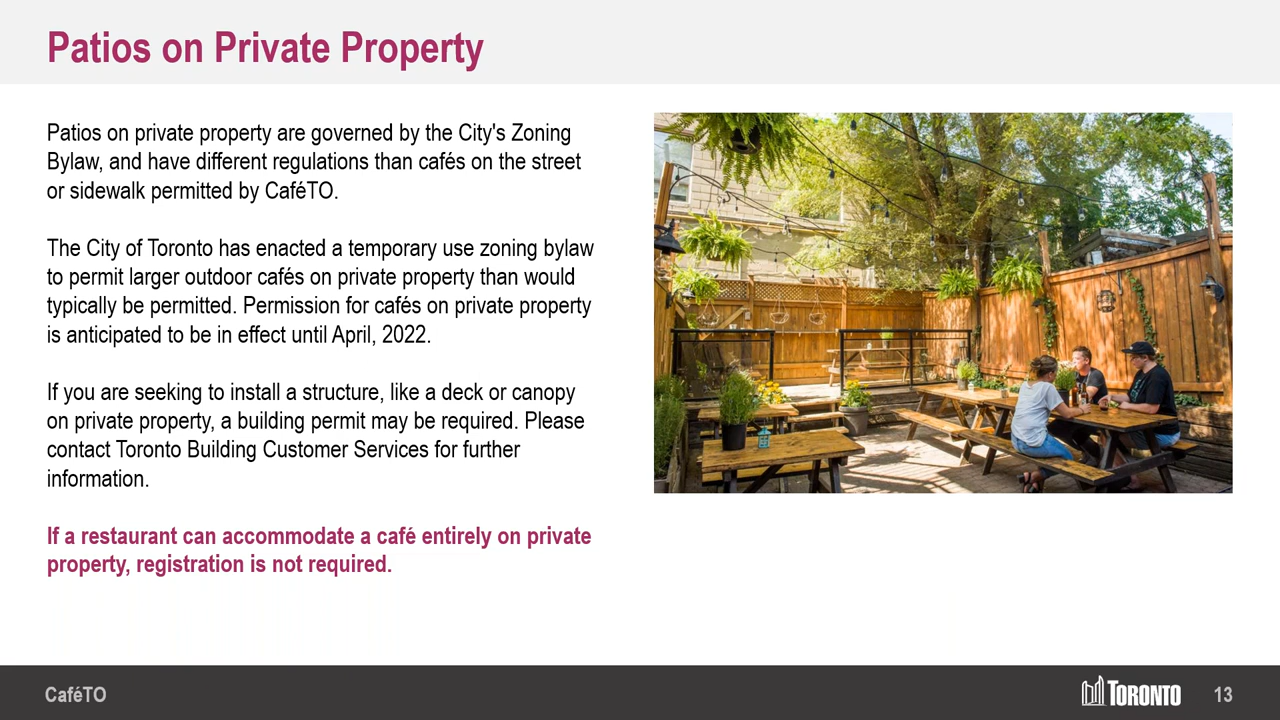 Patios on Private Property
Patios on private property are governed by the City's Zoning
Bylaw, and have different regulations than cafés on the street
or sidewalk permitted by CaféTO.
The City of Toronto has enacted a temporary use zoning bylaw
to permit larger outdoor cafés on private property than would
typically be permitted. Permission for cafés on private property
is anticipated to be in effect until April, 2022.
If you are seeking to install a structure, like a deck or canopy
on private property, a building permit may be required. Please
contact Toronto Building Customer Services for further
information.
If a restaurant can accommodate a café entirely on private
property, registration is not required.
CaféTO
TORONTO
13